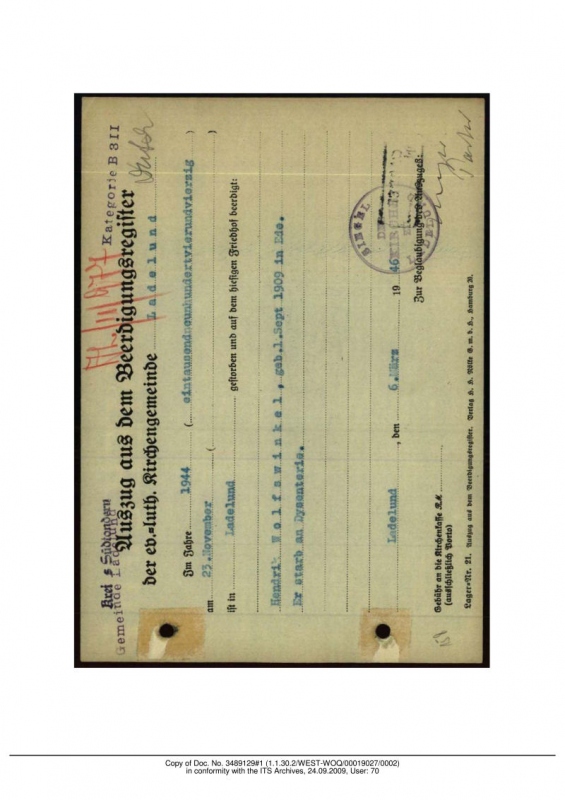 Kreis Südtondern
Gemeinde Ladelund Kategorie B 3 II
Auszug aus dem Beerdigungsregister
der ev.=luth. Kirchengemeinde Ladelund
Im Jahre 1944 ( eintausendneunhundertvierundvierzig )
am 23.November ( )
ist in Ladelund gestorben und auf dem hiesigen Friedhof beerdigt:
Hendrik Wolfswinkel, geb.1.Sept 1909 in Ede.
Er starb an Dysenterie.
Ladelund, den 6.März 1946
SIEGEL
Zur Beglaubigung des Auszuges:
Gebühr an die Kirchenkasse RM
(ausschließlich Porto)
Lager=Nr. 21. Auszug aus dem Beerdigungsregister. Verlag H. H. Nölke G. m. b. H., Hamburg 20.
Copy of Doc. No. 3489129#1 (1.1.30.2/WEST-WOQ/00019027/0002)
in conformity with the ITS Archives, 24.09.2009, User: 70